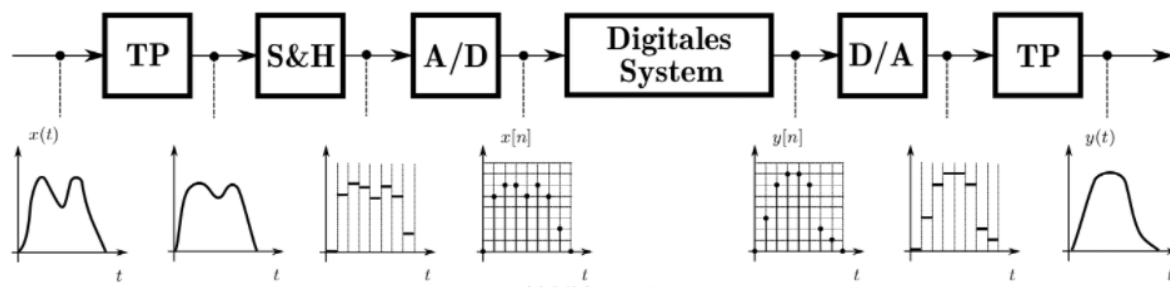 TP
S&H
A/D
Digitales
System
D/A
TP
x(t)
x[n]
y[n]
y(t)
t
t
t
t
t
t
t